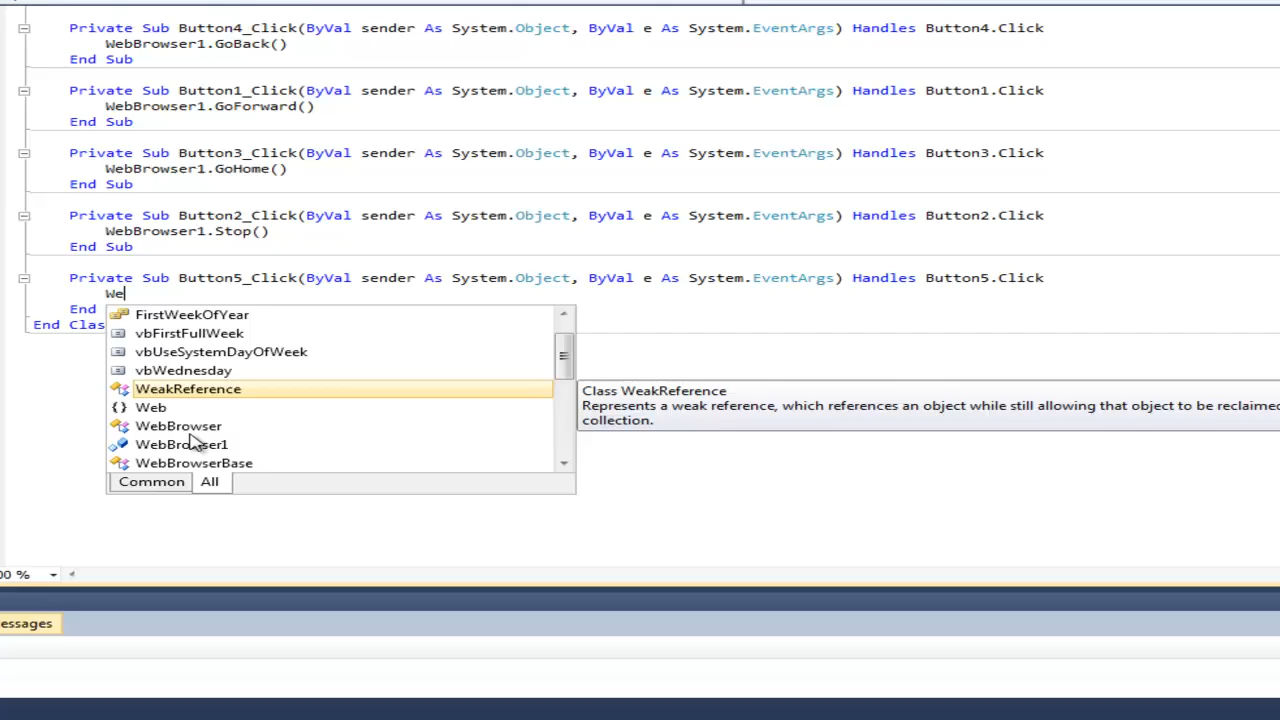 Private Sub Button4_Click(ByVal sender As System.Object, ByVal e As System.EventArgs) Handles Button4.Click
WebBrowser1.GoBack()
End Sub
Private Sub Button1_Click(ByVal sender As System.Object, ByVal e As System.EventArgs) Handles Button1.Click
WebBrowser1.GoForward()
End Sub
Private Sub Button3_Click(ByVal sender As System.Object, ByVal e As System.EventArgs) Handles Button3.Click
WebBrowser1.GoHome()
End Sub
Private Sub Button2_Click(ByVal sender As System.Object, ByVal e As System.EventArgs) Handles Button2.Click
WebBrowser1.Stop()
End Sub
Private Sub Button5_Click(ByVal sender As System.Object, ByVal e As System.EventArgs) Handles Button5.Click
We
End
End Clas
FirstWeekOfYear
vbFirstFullWeek
vbUseSystemDayOfWeek
vbWednesday
WeakReference
Web
WebBrowser
WebBrowser1
WebBrowserBase
Common All
Class WeakReference
Represents a weak reference, which references an object while still allowing that object to be reclaimed
collection.
00 %
essages